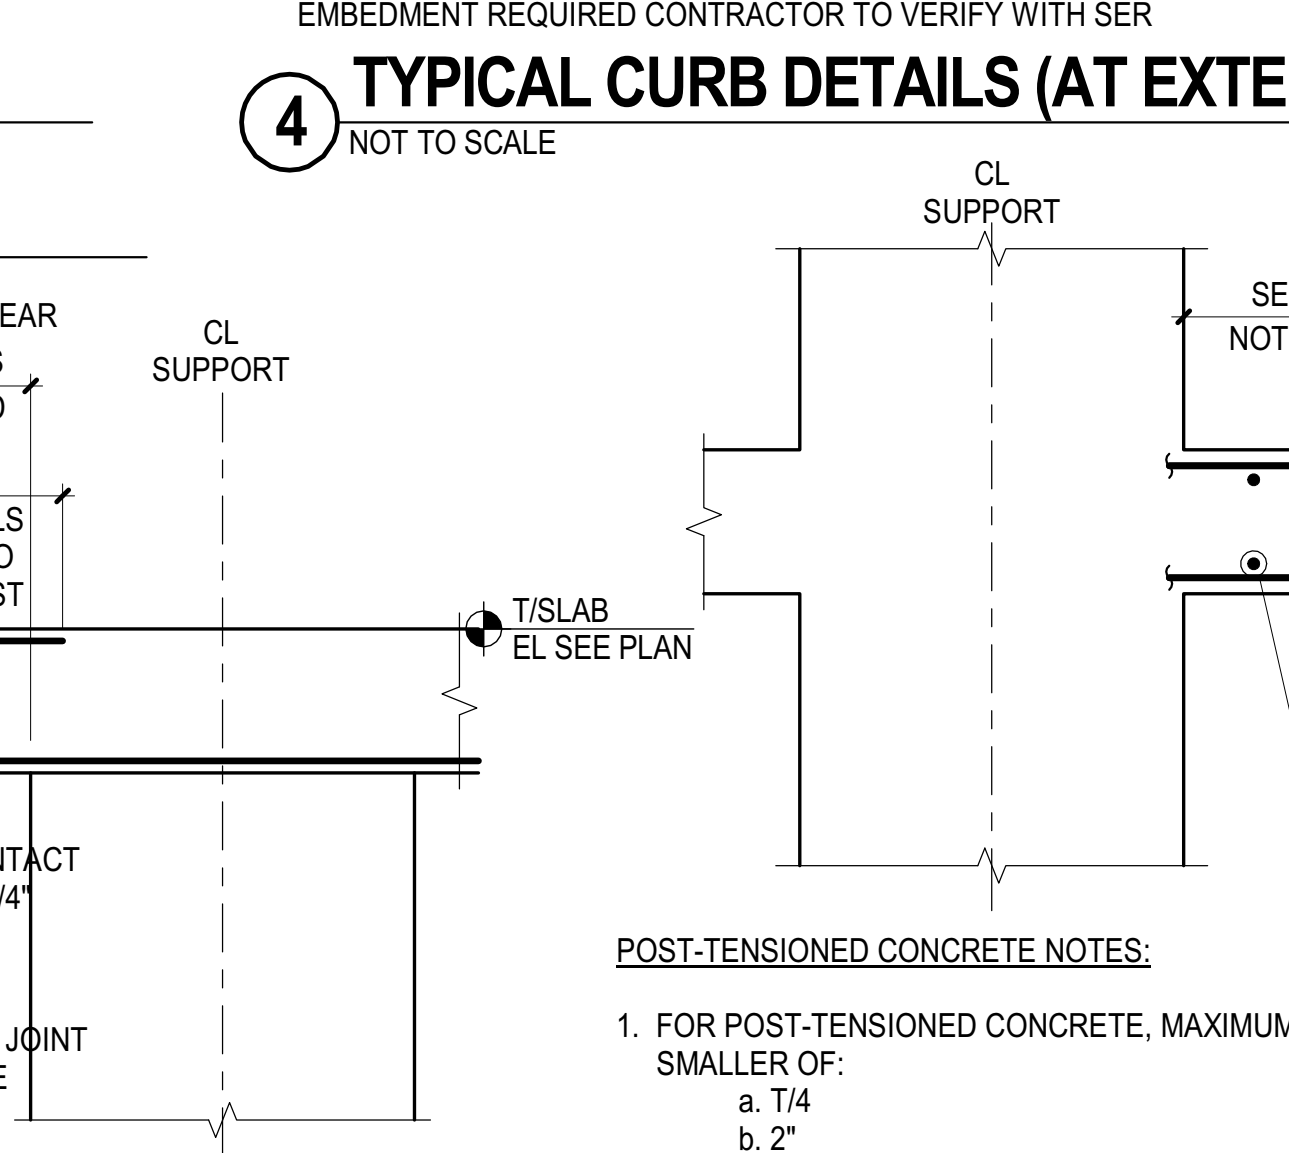 EMBEDMENT REQUIRED CONTRACTOR TO VERIFY WITH SER
4
TYPICAL CURB DETAILS (AT EXTE
NOT TO SCALE
CL
SUPPORT
SE
NOT
EAR
S
CL
SUPPORT
LS
O
ST
T/SLAB
EL SEE PLAN
NTACT
/4"
JOINT
E
POST-TENSIONED CONCRETE NOTES:
1. FOR POST-TENSIONED CONCRETE, MAXIMUM
SMALLER OF:
a. T/4
b. 2"